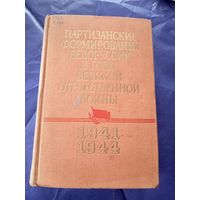 ПАРТИЗАНСКИЕ
ФОРМИРОВАНИЯ
БЕЛОРУССИИ
В ГОДЫ
ВЕЛИКОЙ
ОТЕЧЕСТВЕННОЙ
ВОЙНЫ
1941
1944